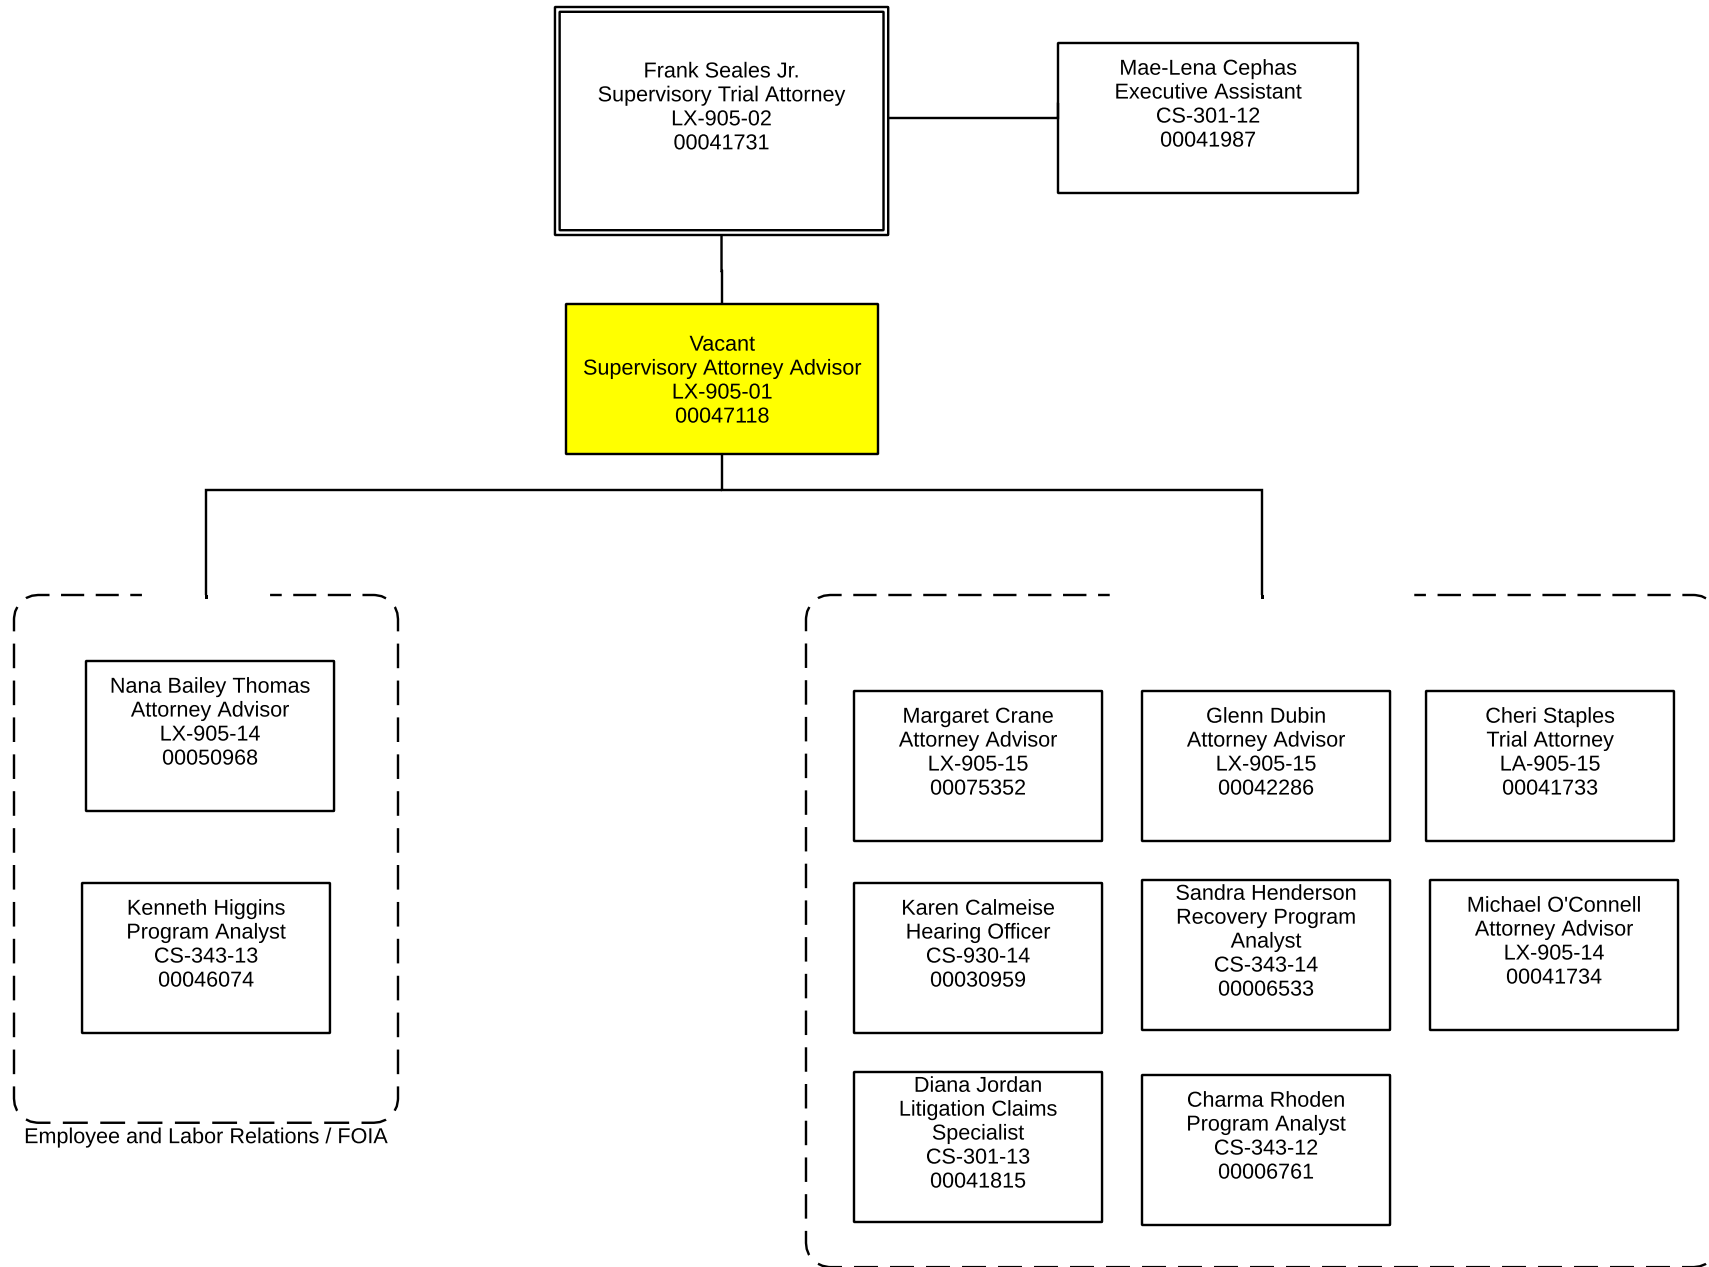 Frank Seales Jr.
Supervisory Trial Attorney
LX-905-02
00041731
Mae-Lena Cephas
Executive Assistant
CS-301-12
00041987
Vacant
Supervisory Attorney Advisor
LX-905-01
00047118
Nana Bailey Thomas
Attorney Advisor
LX-905-14
00050968
Kenneth Higgins
Program Analyst
CS-343-13
00046074
Employee and Labor Relations / FOIA
Margaret Crane
Attorney Advisor
LX-905-15
00075352
Glenn Dubin
Attorney Advisor
LX-905-15
00042286
Cheri Staples
Trial Attorney
LA-905-15
00041733
Karen Calmeise
Hearing Officer
CS-930-14
00030959
Sandra Henderson
Recovery Program
Analyst
CS-343-14
00006533
Michael O'Connell
Attorney Advisor
LX-905-14
00041734
Diana Jordan
Litigation Claims
Specialist
CS-301-13
00041815
Charma Rhoden
Program Analyst
CS-343-12
00006761